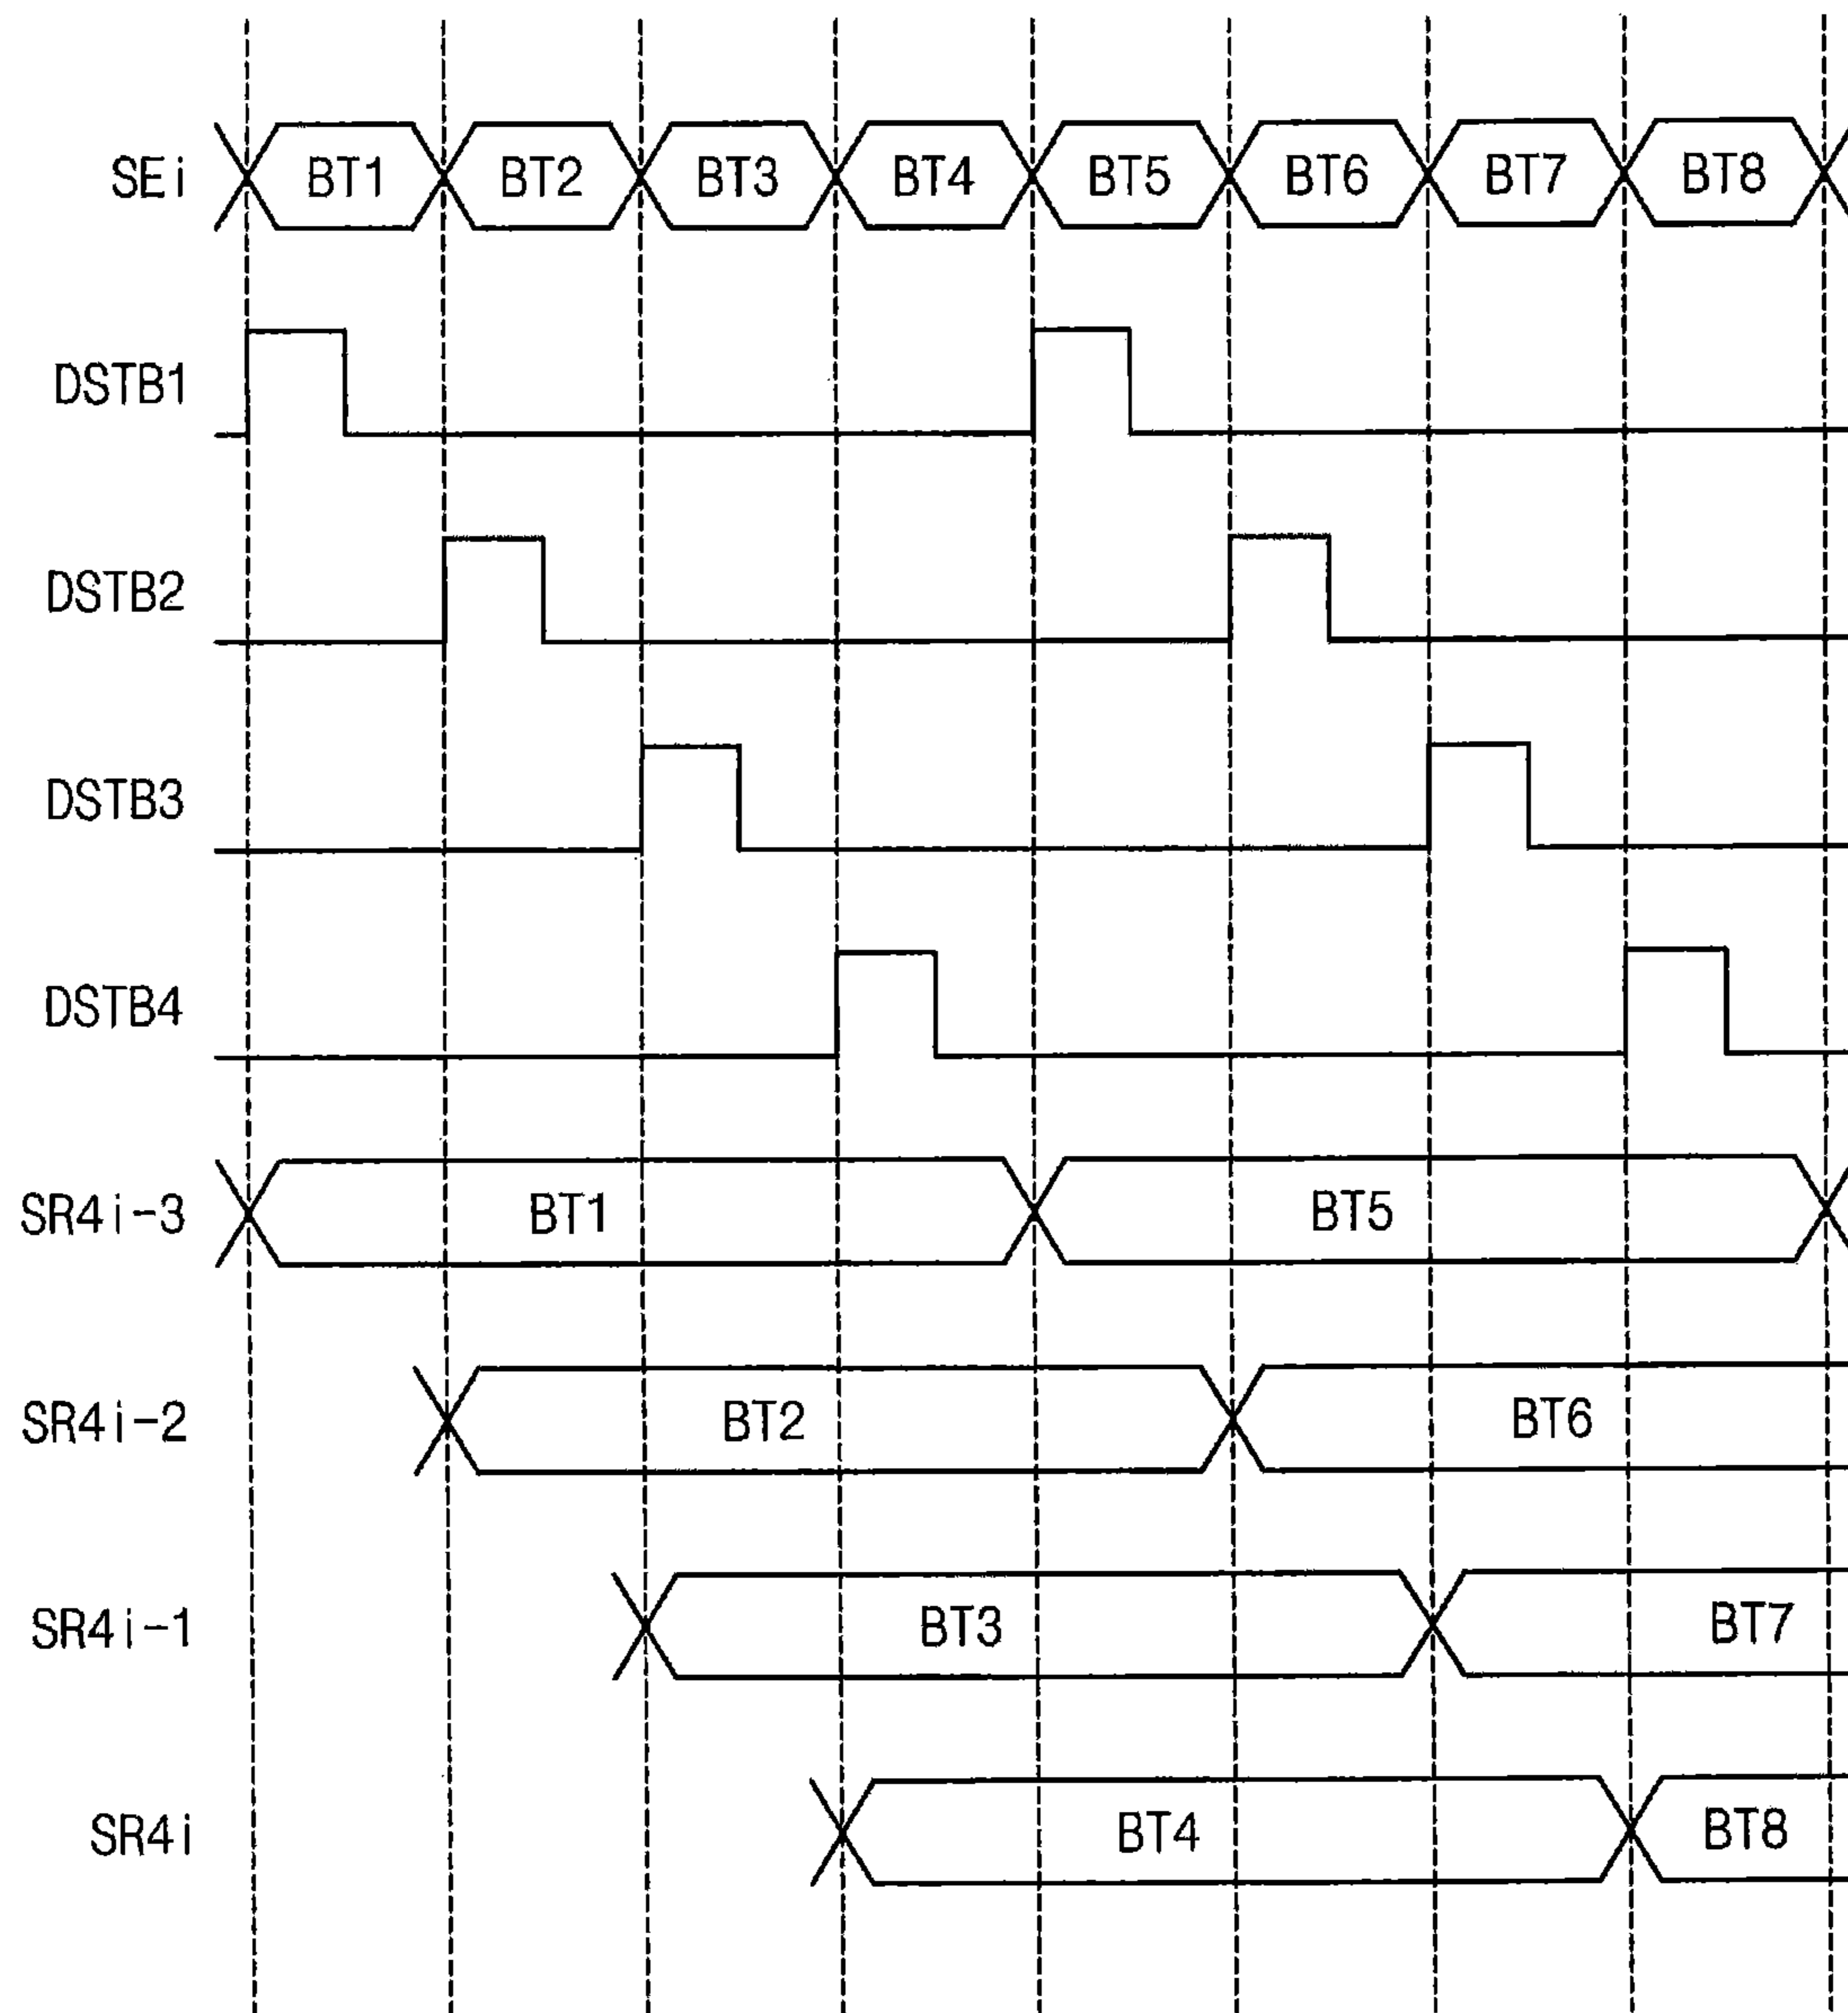 SEi BT1 BT2 BT3 BT4 BT5 BT6 BT7 BT8
DSTB1
DSTB2
DSTB3
DSTB4
SR4i-3 BT1 BT5
SR4i-2 BT2 BT6
SR4i-1 BT3 BT7
SR4i BT4 BT8